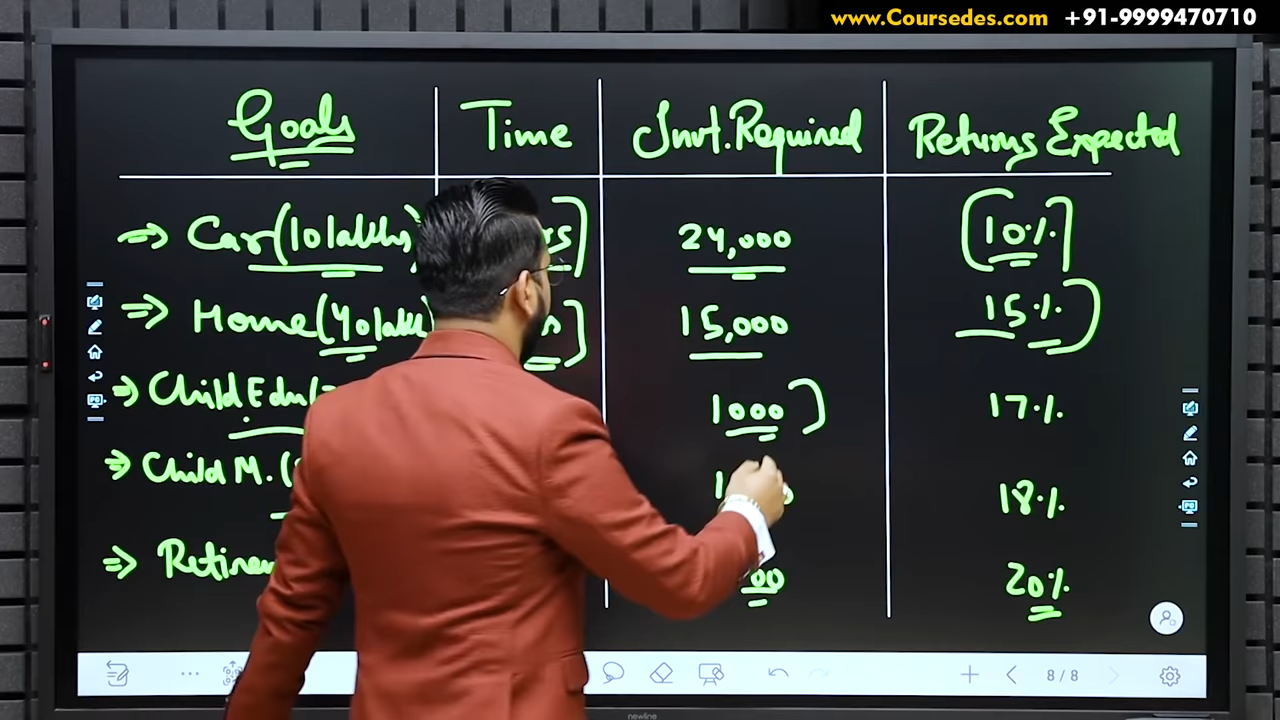 www.Coursedes.com +91-9999470710
Goals Time Invt. Required Returns Expected
⇒ Car (10 lakhs) 24,000 10%
⇒ Home (40 lakh 15,000 15%
⇒ Child Edu ( 1000 17%
⇒ Child M. ( 18%
⇒ 20%
8/8
newline